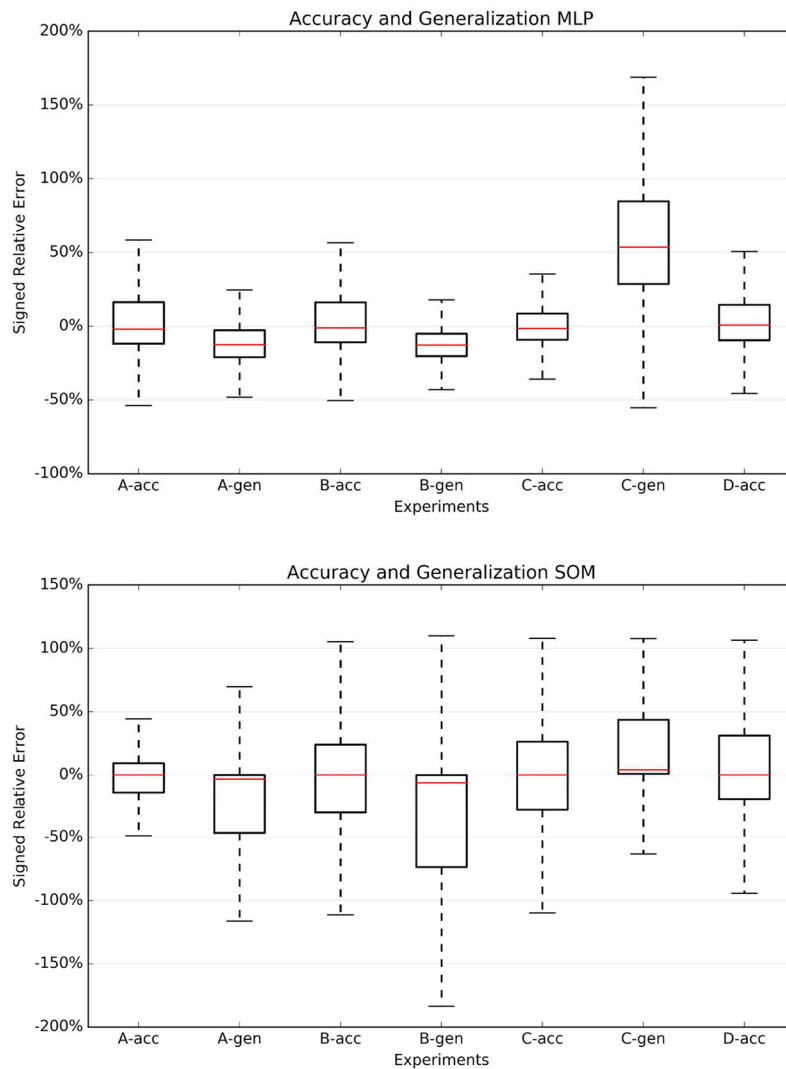 Accuracy and Generalization MLP
200%
150%
100%
50%
0%
-50%
-100%
Signed Relative Error
A-acc A-gen B-acc B-gen C-acc C-gen D-acc
Experiments
Accuracy and Generalization SOM
150%
100%
50%
0%
-50%
-100%
-150%
-200%
Signed Relative Error
A-acc A-gen B-acc B-gen C-acc C-gen D-acc
Experiments